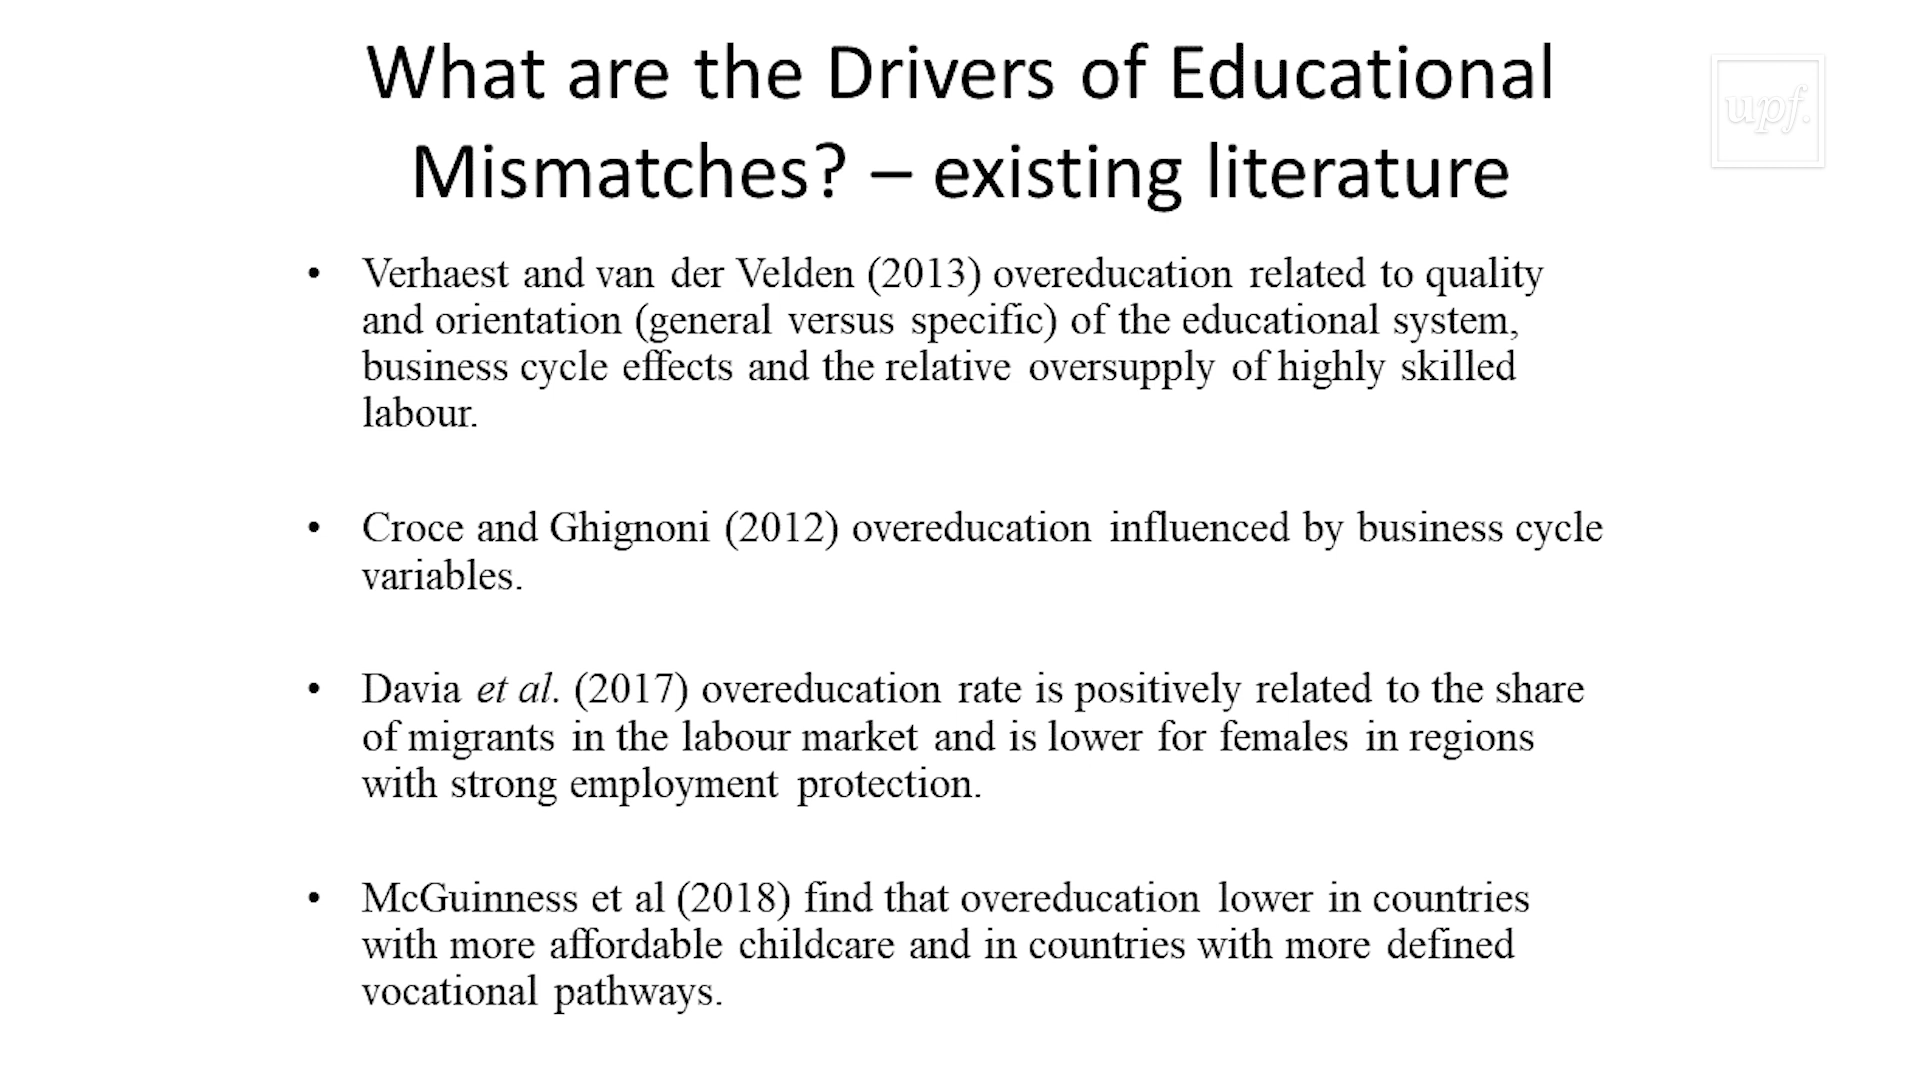 What are the Drivers of Educational
Mismatches? – existing literature
upf.
• Verhaest and van der Velden (2013) overeducation related to quality
and orientation (general versus specific) of the educational system,
business cycle effects and the relative oversupply of highly skilled
labour.
• Croce and Ghignoni (2012) overeducation influenced by business cycle
variables.
• Davia et al. (2017) overeducation rate is positively related to the share
of migrants in the labour market and is lower for females in regions
with strong employment protection.
• McGuinness et al (2018) find that overeducation lower in countries
with more affordable childcare and in countries with more defined
vocational pathways.